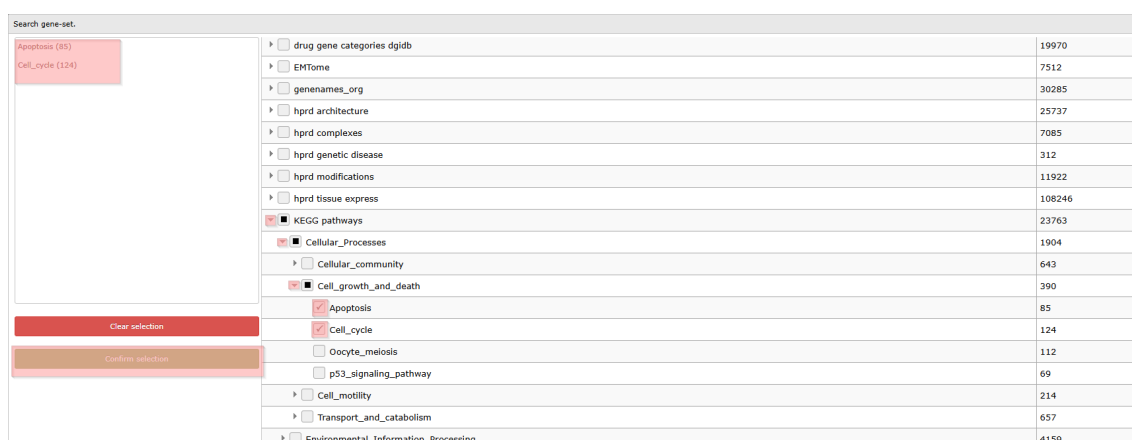 Search gene-set.
Apoptosis (85)
Cell_cycle (124)
Clear selection
Confirm selection
drug gene categories dgidb 19970
EMTome 7512
genenames_org 30285
hprd architecture 25737
hprd complexes 7085
hprd genetic disease 312
hprd modifications 11922
hprd tissue express 108246
KEGG pathways 23763
Cellular_Processes 1904
Cellular_community 643
Cell_growth_and_death 390
Apoptosis 85
Cell_cycle 124
Oocyte_meiosis 112
p53_signaling_pathway 69
Cell_motility 214
Transport_and_catabolism 657
Environmental_Information_Processing 4159